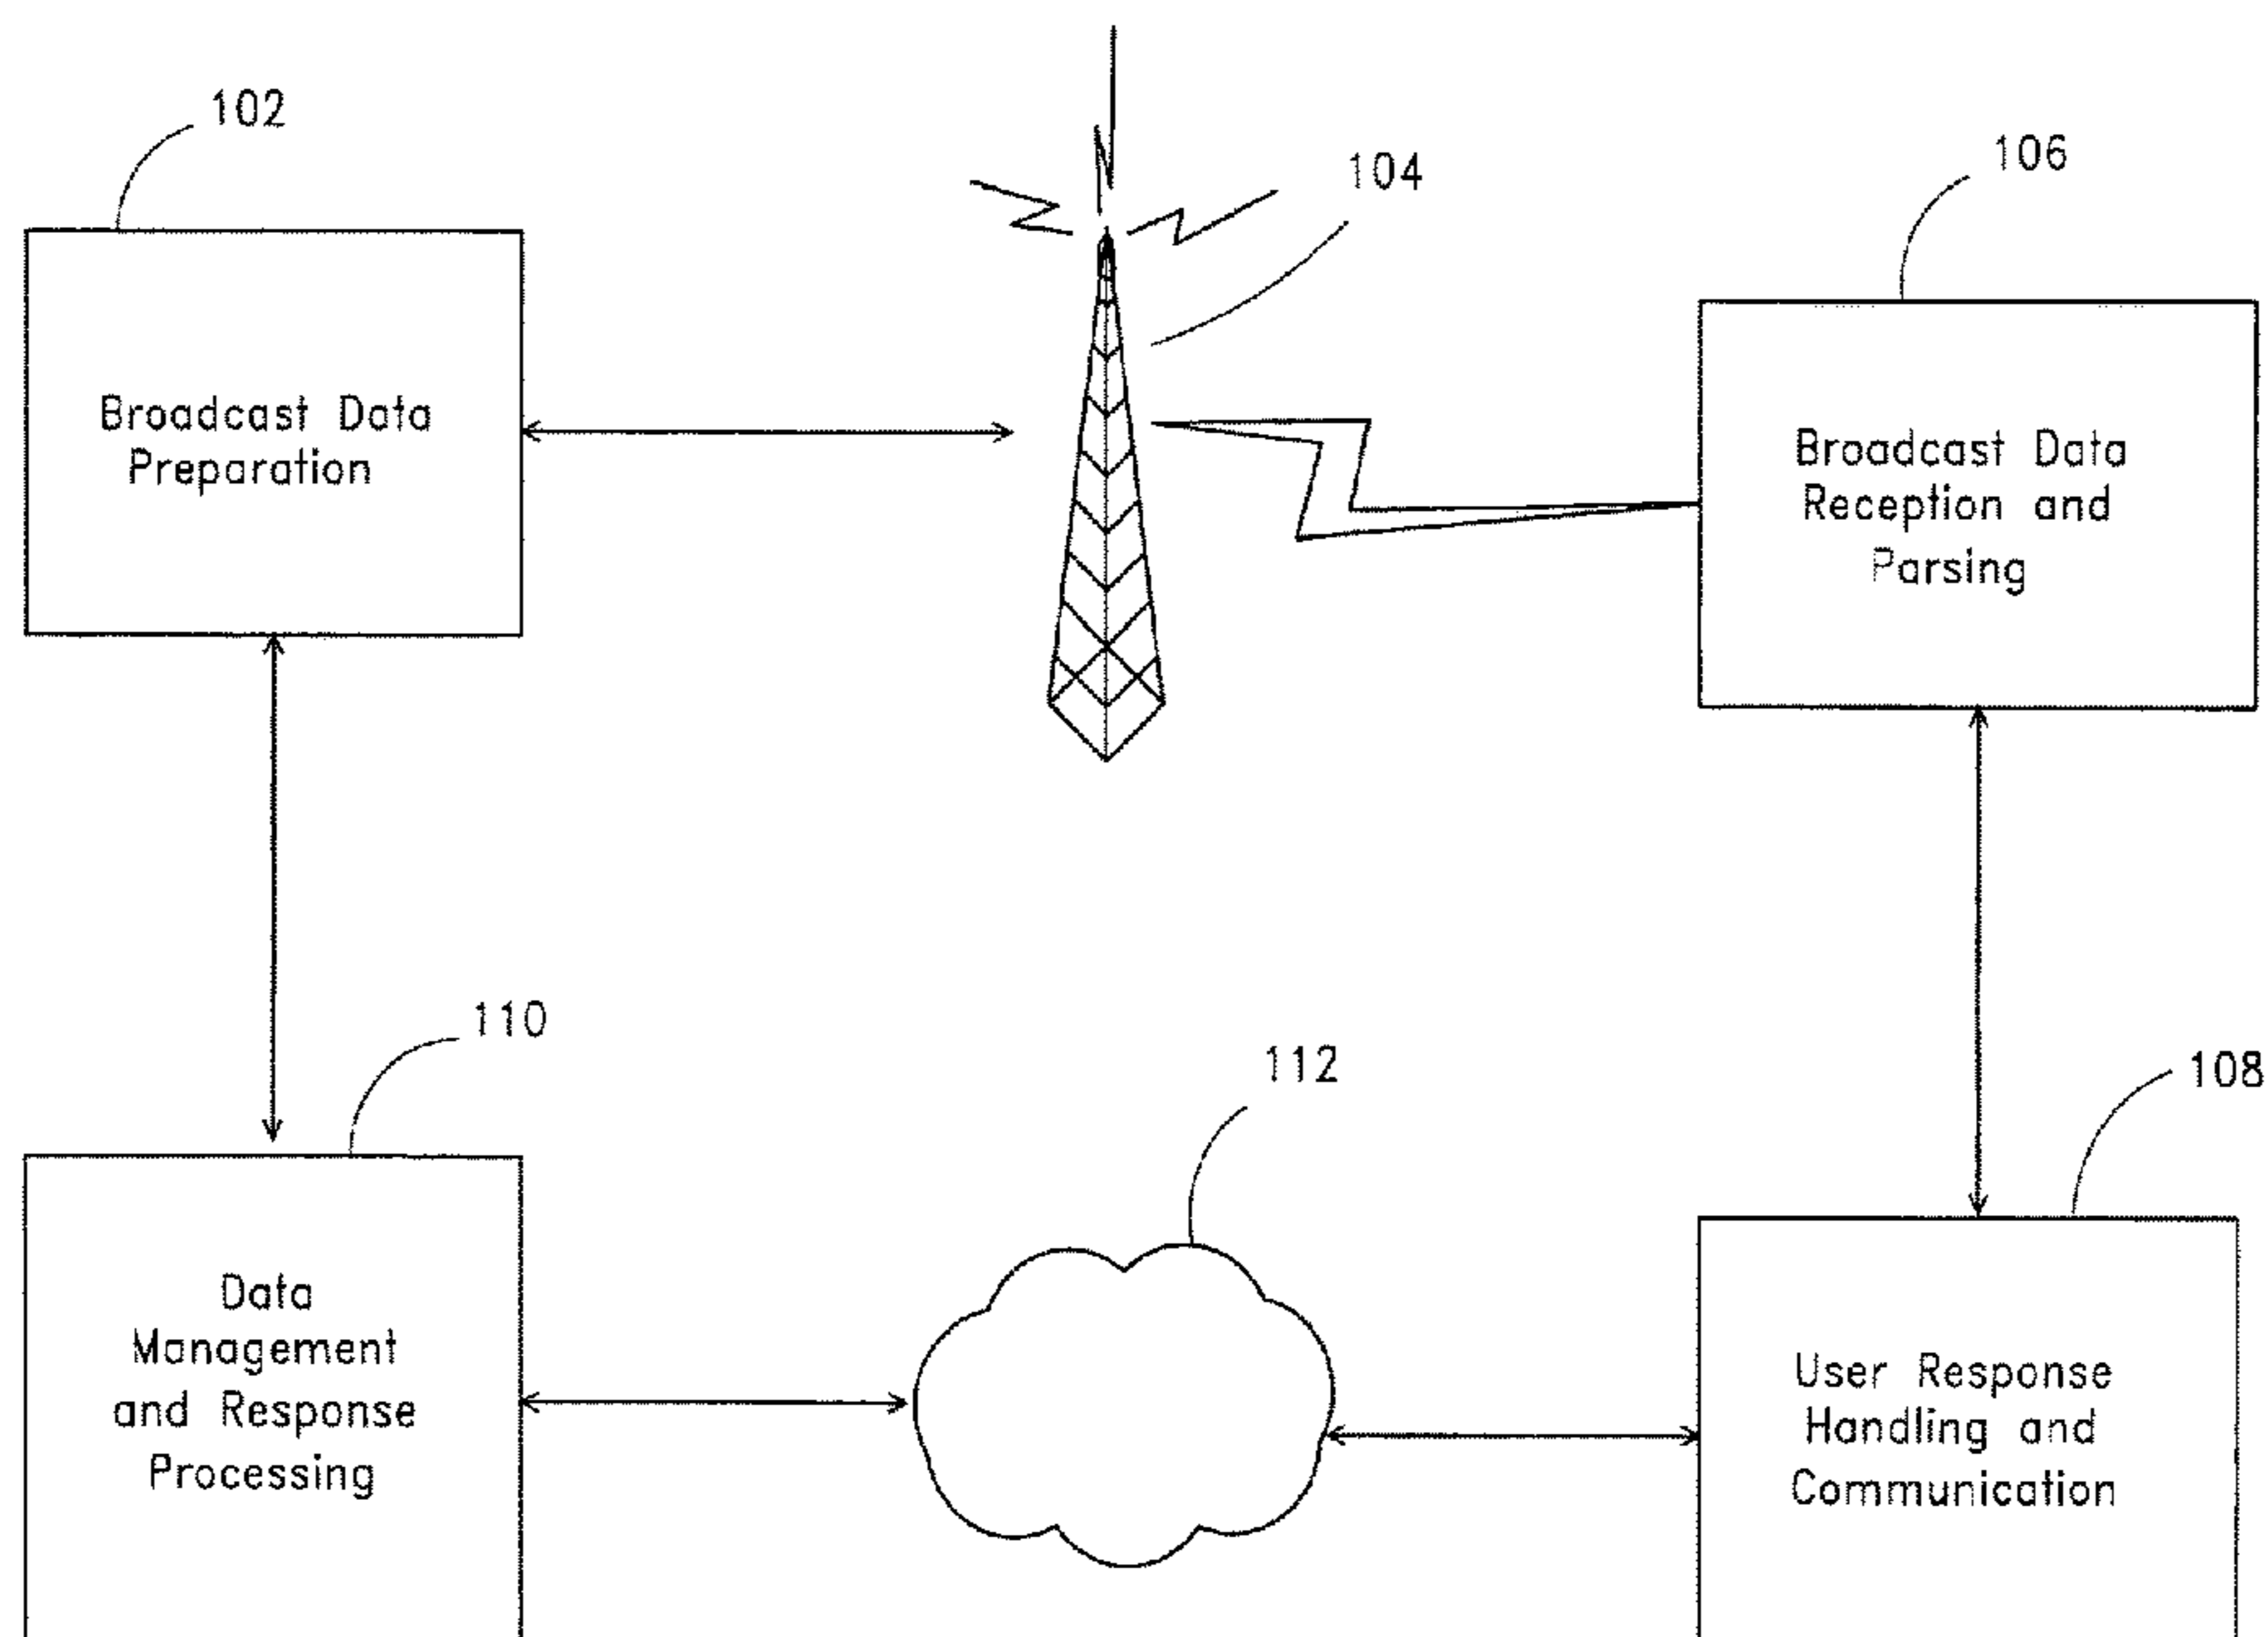 102
104
106
Broadcast Data
Preparation
Broadcast Data
Reception and
Parsing
110
112
108
Data
Management
and Response
Processing
User Response
Handling and
Communication